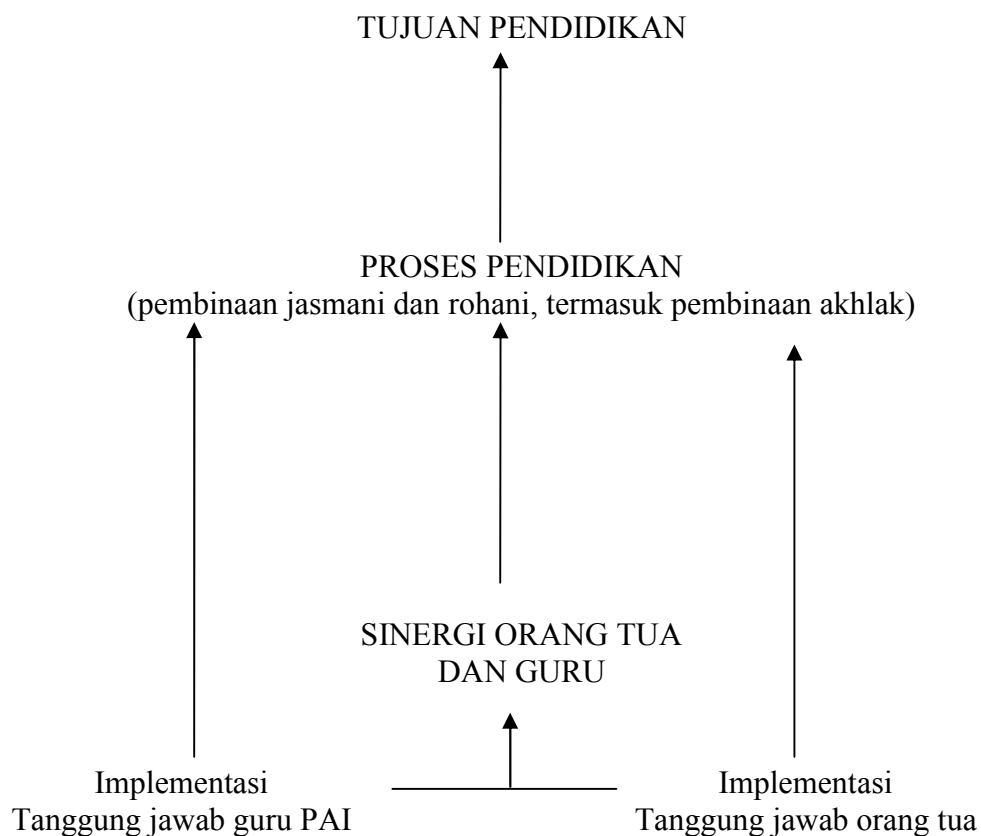 TUJUAN PENDIDIKAN
PROSES PENDIDIKAN
(pembinaan jasmani dan rohani, termasuk pembinaan akhlak)
SINERGI ORANG TUA
DAN GURU
Implementasi
Tanggung jawab guru PAI
Implementasi
Tanggung jawab orang tua